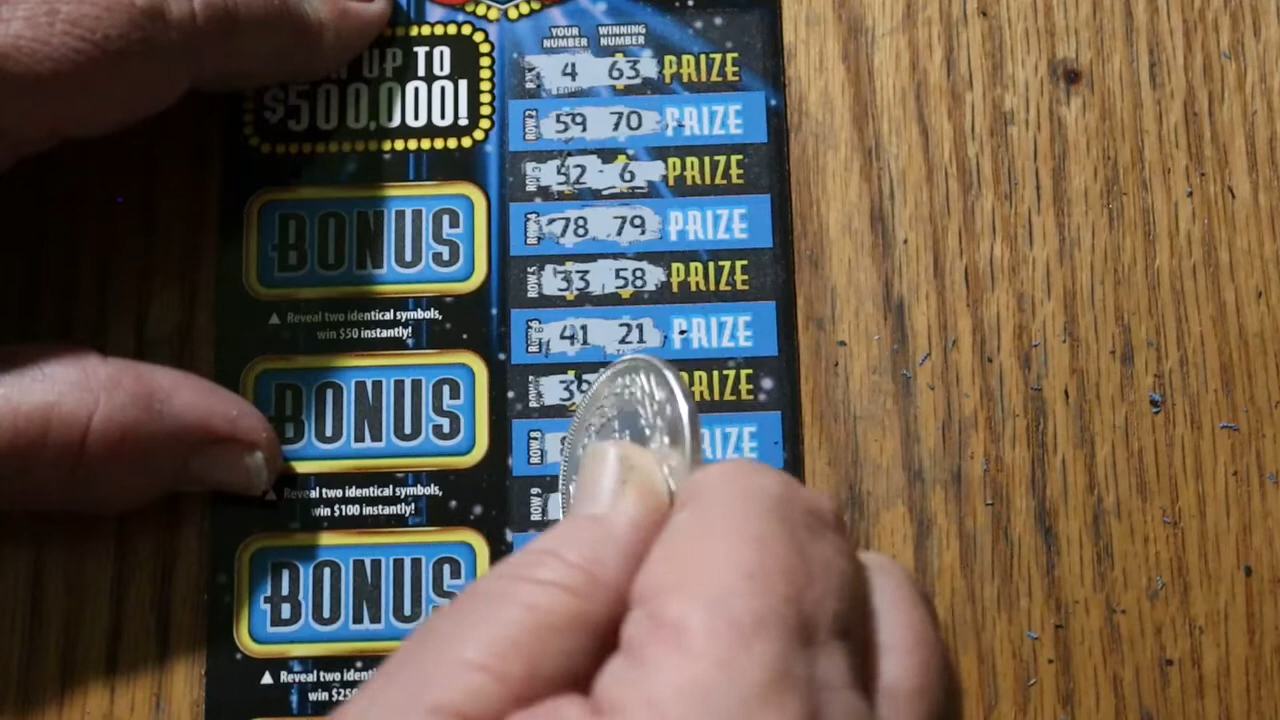 UP TO
$500,000!
YOUR NUMBER WINNING NUMBER
4 63 PRIZE
ROW 2 59 70 PRIZE
52 6 PRIZE
78 79 PRIZE
ROW 5 33 58 PRIZE
41 21 PRIZE
PRIZE
ROW 8 PRIZE
ROW 9
BONUS
▲ Reveal two identical symbols,
win $50 instantly!
BONUS
▲ Reveal two identical symbols,
win $100 instantly!
BONUS
▲ Reveal two
win